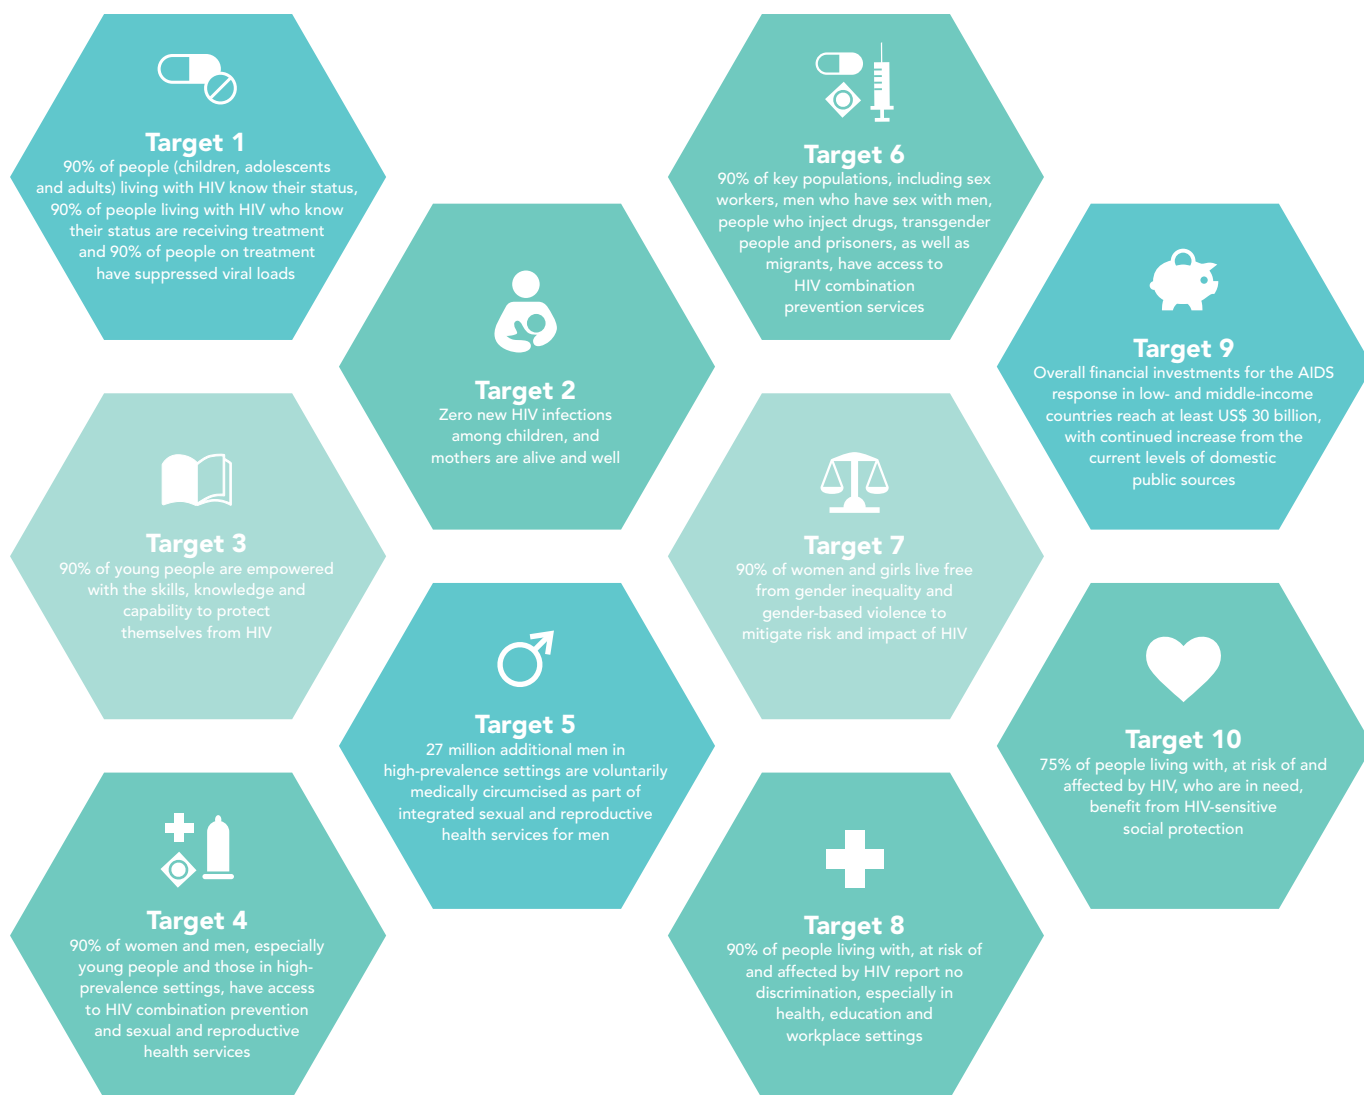 Target 1
90% of people (children, adolescents
and adults) living with HIV know their status,
90% of people living with HIV who know
their status are receiving treatment
and 90% of people on treatment
have suppressed viral loads
Target 2
Zero new HIV infections
among children, and
mothers are alive and well
Target 3
90% of young people are empowered
with the skills, knowledge and
capability to protect
themselves from HIV
Target 4
90% of women and men, especially
young people and those in high-
prevalence settings, have access
to HIV combination prevention
and sexual and reproductive
health services
Target 5
27 million additional men in
high-prevalence settings are voluntarily
medically circumcised as part of
integrated sexual and reproductive
health services for men
Target 6
90% of key populations, including sex
workers, men who have sex with men,
people who inject drugs, transgender
people and prisoners, as well as
migrants, have access to
HIV combination
prevention services
Target 7
90% of women and girls live free
from gender inequality and
gender-based violence to
mitigate risk and impact of HIV
Target 8
90% of people living with, at risk of
and affected by HIV report no
discrimination, especially in
health, education and
workplace settings
Target 9
Overall financial investments for the AIDS
response in low- and middle-income
countries reach at least US$ 30 billion,
with continued increase from the
current levels of domestic
public sources
Target 10
75% of people living with, at risk of and
affected by HIV, who are in need,
benefit from HIV-sensitive
social protection